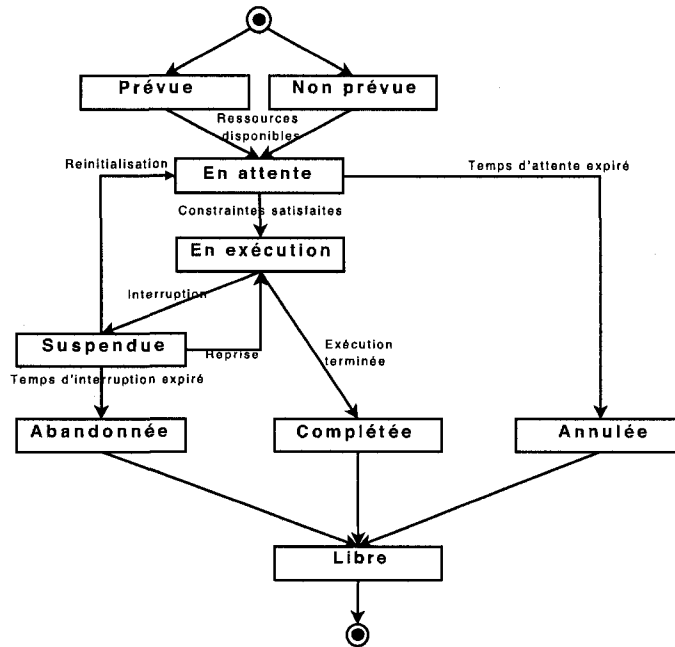 Prévue
Non prévue
Ressources
disponibles
Reinitialisation
En attente
Temps d'attente expiré
Constraintes satisfaites
En exécution
Interruption
Suspendue
Reprise
Exécution
terminée
Temps d'interruption expiré
Abandonnée
Complétée
Annulée
Libre